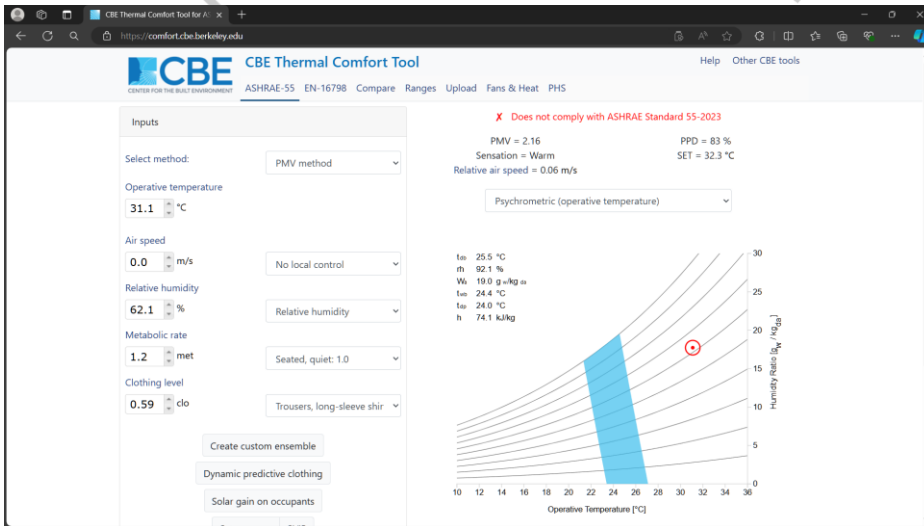 CBE Thermal Comfort Tool for AS
https://comfort.cbe.berkeley.edu
CBE
CENTER FOR THE BUILT ENVIRONMENT
CBE Thermal Comfort Tool
Help Other CBE tools
ASHRAE-55 EN-16798 Compare Ranges Upload Fans & Heat PHS
Inputs
Select method:
PMV method
Operative temperature
31.1 °C
Air speed
0.0 m/s
No local control
Relative humidity
62.1 %
Relative humidity
Metabolic rate
1.2 met
Seated, quiet: 1.0
Clothing level
0.59 clo
Trousers, long-sleeve shir
Create custom ensemble
Dynamic predictive clothing
Solar gain on occupants
✗ Does not comply with ASHRAE Standard 55-2023
PMV = 2.16 PPD = 83 %
Sensation = Warm SET = 32.3 °C
Relative air speed = 0.06 m/s
Psychrometric (operative temperature)
tdb 25.5 °C
rh 92.1 %
Wa 19.0 g w/kg da
twb 24.4 °C
tdp 24.0 °C
h 74.1 kJ/kg
30
25
20
15
10
5
0
Humidity Ratio [gw / kgda]
10 12 14 16 18 20 22 24 26 28 30 32 34 36
Operative Temperature [°C]